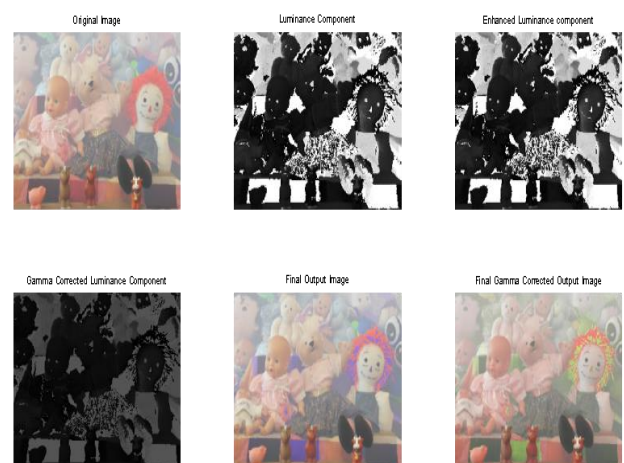 Original Image
Luminance Component
Enhanced Luminance component
Gamma Corrected Luminance Component
Final Output Image
Final Gamma Corrected Output Image